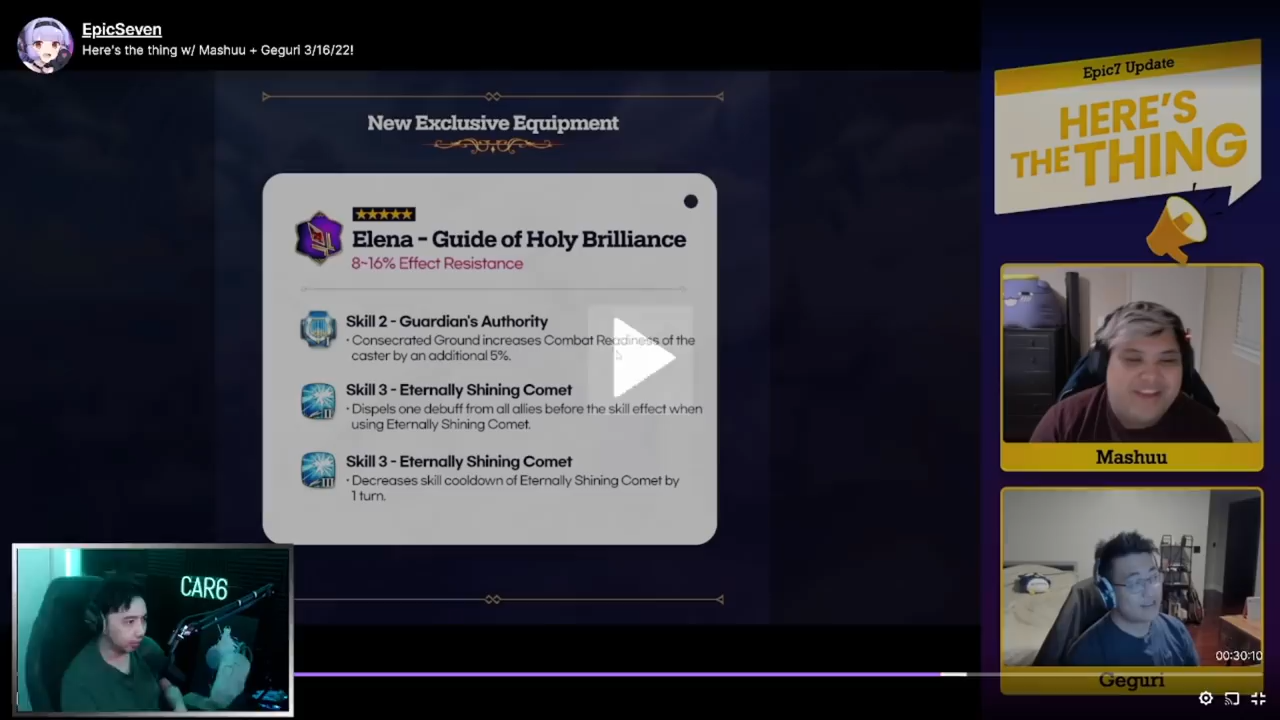 EpicSeven
Here's the thing w/ Mashuu + Geguri 3/16/22!
Epic7 Update
HERE'S
THE THING
New Exclusive Equipment
Elena - Guide of Holy Brilliance
8~16% Effect Resistance
Skill 2 - Guardian's Authority
· Consecrated Ground increases Combat Readiness of the
caster by an additional 5%.
Skill 3 - Eternally Shining Comet
· Dispels one debuff from all allies before the skill effect when
using Eternally Shining Comet.
Skill 3 - Eternally Shining Comet
· Decreases skill cooldown of Eternally Shining Comet by
1 turn.
II
III
Mashuu
CAR6
00:30:10
Geguri